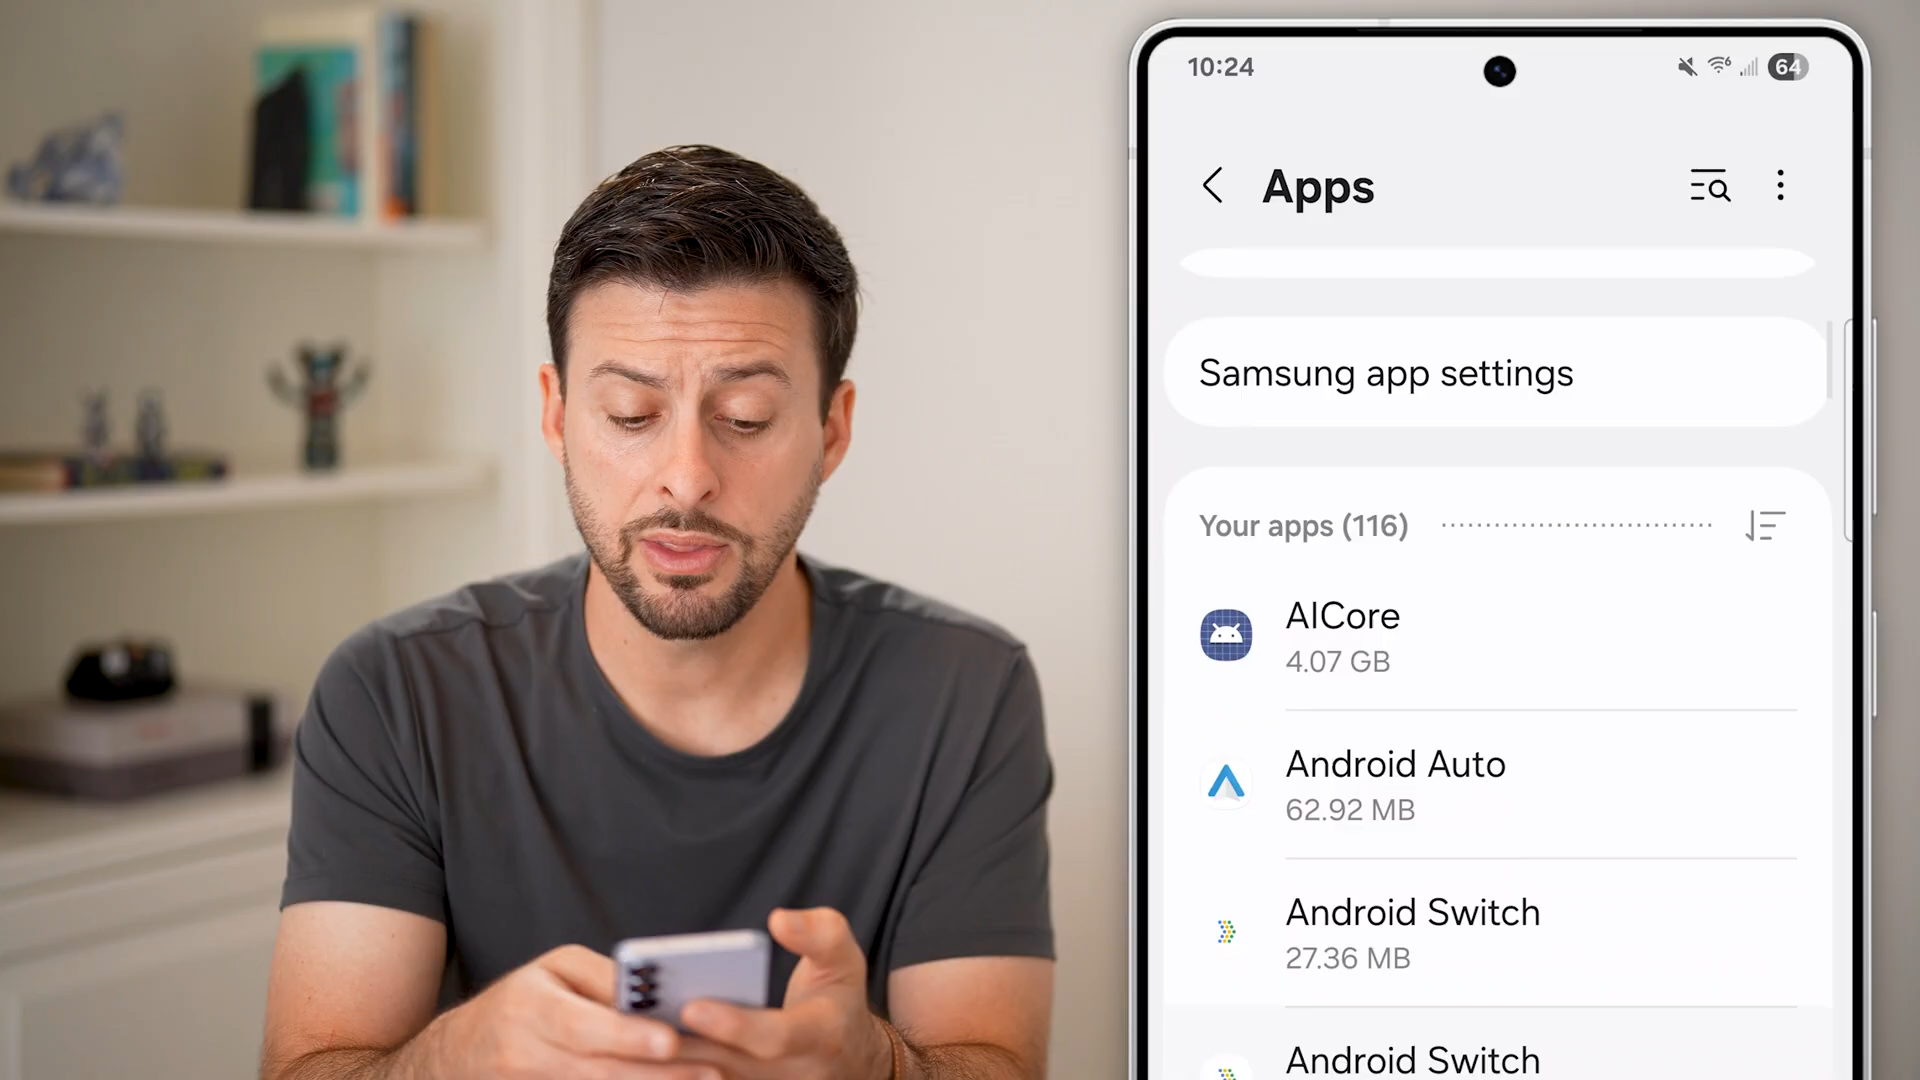 10:24
64
Apps
Samsung app settings
Your apps (116)
AICore
4.07 GB
Android Auto
62.92 MB
Android Switch
27.36 MB
Android Switch